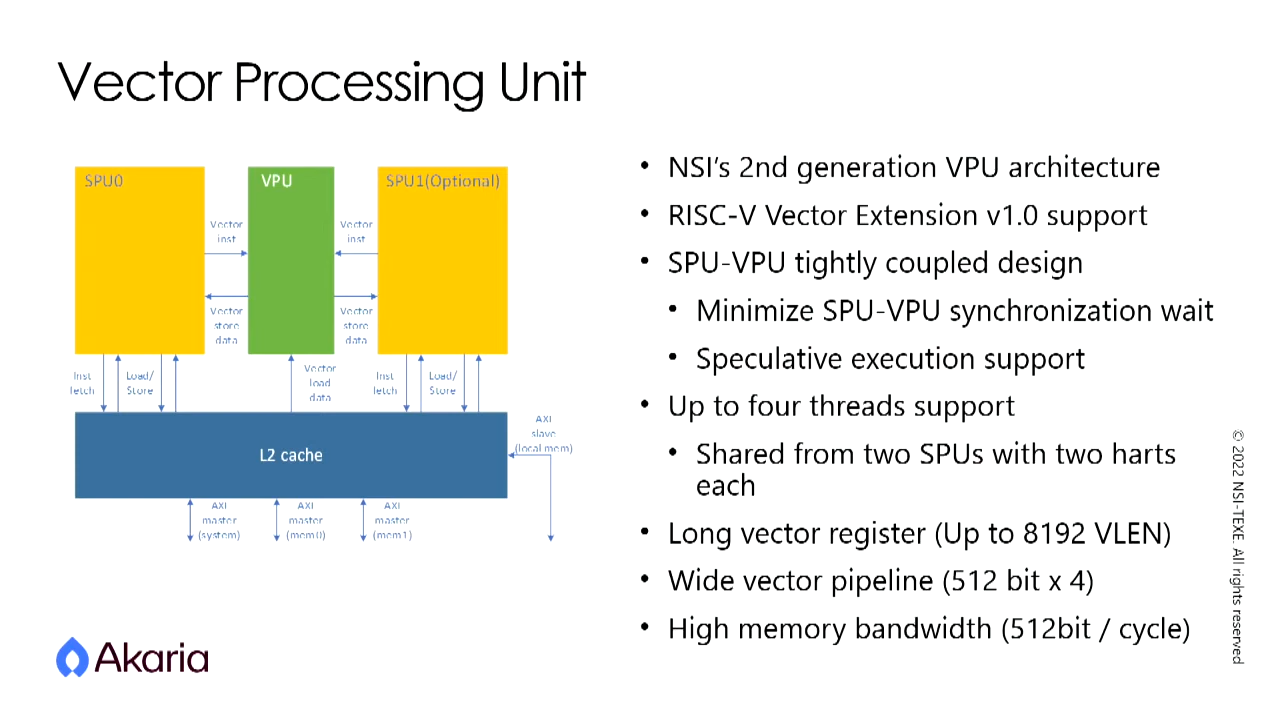 Vector Processing Unit
SPU0
VPU
SPU1(Optional)
Vector
inst
Vector
inst
Vector
store
data
Vector
store
data
Inst
fetch
Load/
Store
Vector
load
data
Inst
fetch
Load/
Store
L2 cache
AXI
slave
(local mem)
AXI
master
(system)
AXI
master
(mem0)
AXI
master
(mem1)
• NSI's 2nd generation VPU architecture
• RISC-V Vector Extension v1.0 support
• SPU-VPU tightly coupled design
• Minimize SPU-VPU synchronization wait
• Speculative execution support
• Up to four threads support
• Shared from two SPUs with two harts
each
• Long vector register (Up to 8192 VLEN)
• Wide vector pipeline (512 bit x 4)
• High memory bandwidth (512bit / cycle)
Akaria
© 2022 NSI-TEXE. All rights reserved